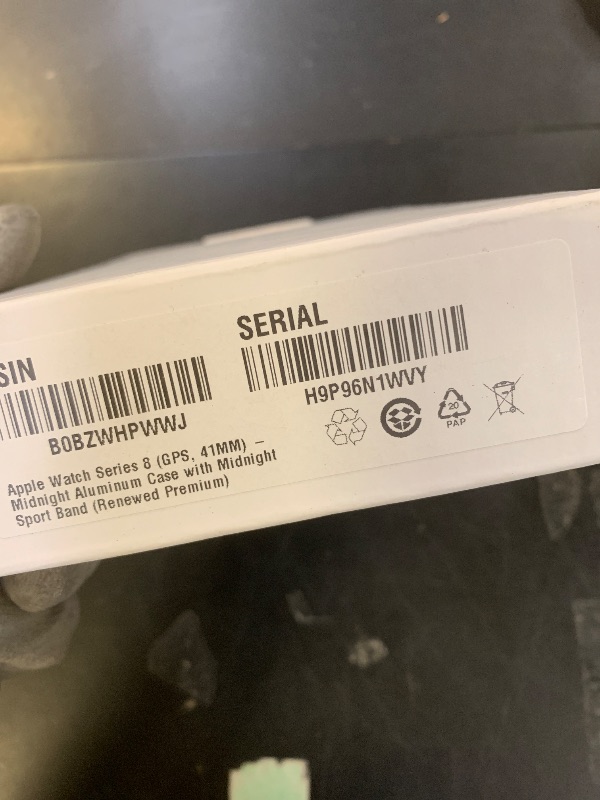 SIN
B0BZWHPWWJ
Apple Watch Series 8 (GPS, 41MM) –
Midnight Aluminum Case with Midnight
Sport Band (Renewed Premium)
SERIAL
H9P96N1WVY
20
PAP